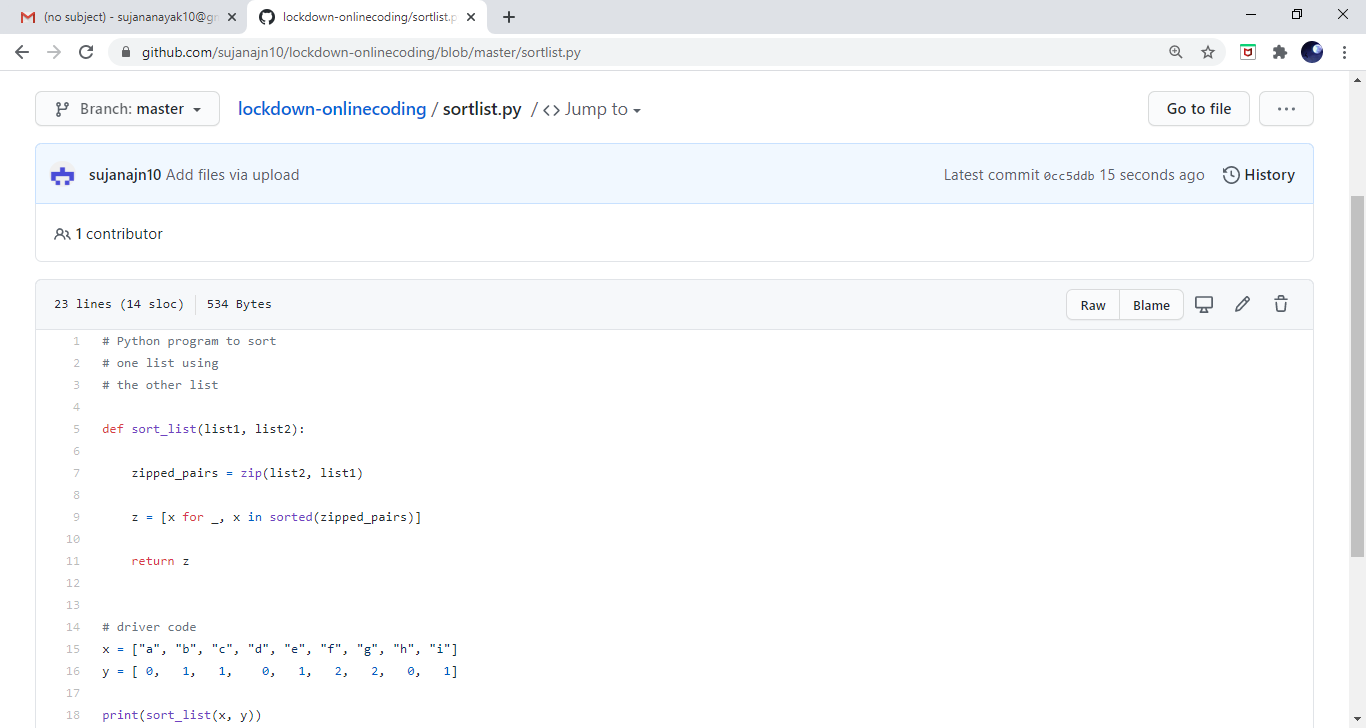 (no subject) - sujananayak10@gm
lockdown-onlinecoding/sortlist.p
github.com/sujanajn10/lockdown-onlinecoding/blob/master/sortlist.py
Branch: master
lockdown-onlinecoding / sortlist.py / <> Jump to
Go to file
...
sujanajn10 Add files via upload
Latest commit 0cc5ddb 15 seconds ago
History
1 contributor
23 lines (14 sloc) 534 Bytes
Raw
Blame
1 # Python program to sort
2 # one list using
3 # the other list
4
5 def sort_list(list1, list2):
6
7     zipped_pairs = zip(list2, list1)
8
9     z = [x for _, x in sorted(zipped_pairs)]
10
11     return z
12
13
14 # driver code
15 x = ["a", "b", "c", "d", "e", "f", "g", "h", "i"]
16 y = [ 0,   1,   1,    0,   1,   2,   2,   0,   1]
17
18 print(sort_list(x, y))